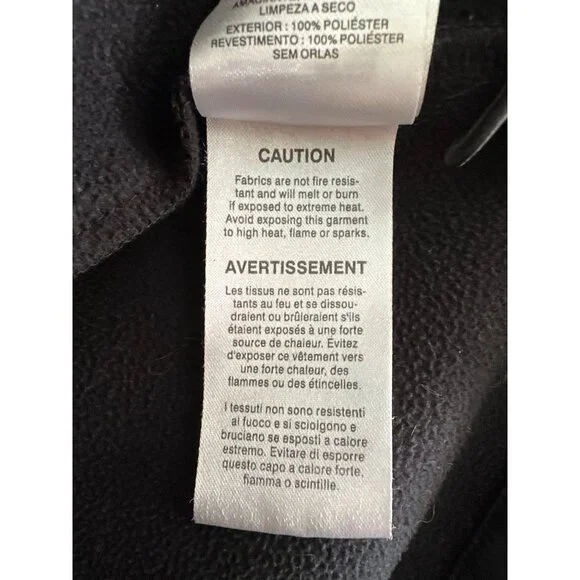 LIMPEZA A SECO
EXTERIOR : 100% POLIÉSTER
REVESTIMENTO : 100% POLIÉSTER
SEM ORLAS
CAUTION
Fabrics are not fire resis-
tant and will melt or burn
if exposed to extreme heat.
Avoid exposing this garment
to high heat, flame or sparks.
AVERTISSEMENT
Les tissus ne sont pas résis-
tants au feu et se dissou-
draient ou brûleraient s'ils
étaient exposés à une forte
source de chaleur. Evitez
d'exposer ce vêtement vers
une forte chaleur, des
flammes ou des étincelles.
I tessuti non sono resistenti
al fuoco e si sciolgono e
bruciano se esposti a calore
estremo. Evitare di esporre
questo capo a calore forte,
fiamma o scintille.